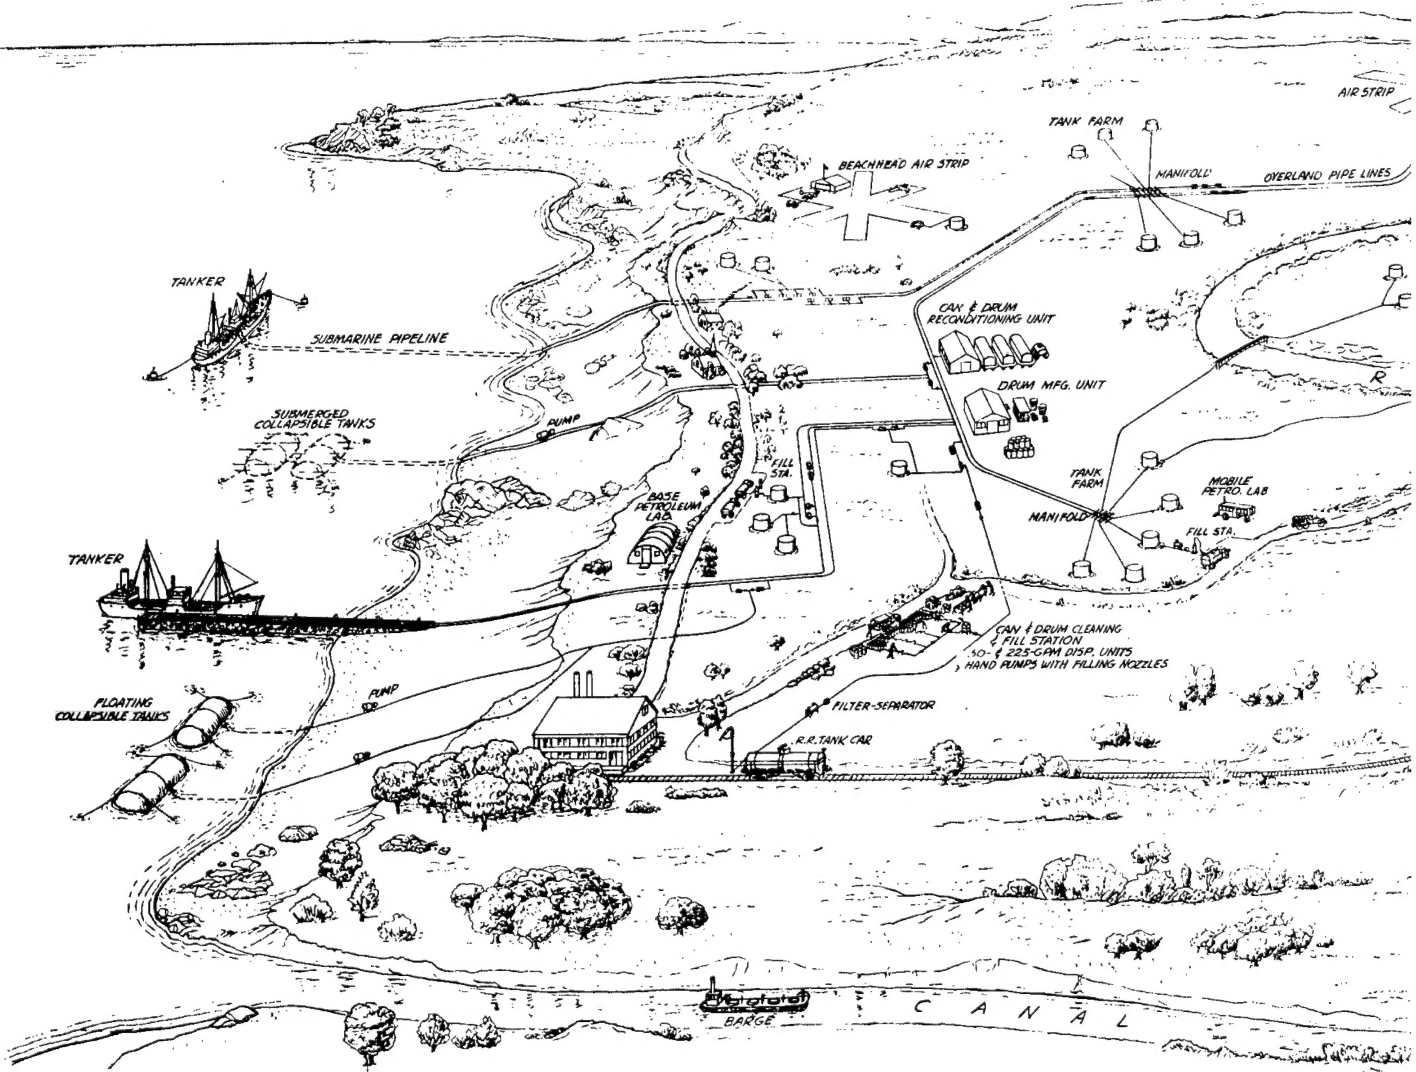 AIR STRIP
TANK FARM
BEACHHEAD AIR STRIP
MANIFOLD
OVERLAND PIPE LINES
TANKER
SUBMARINE PIPELINE
CAN & DRUM
RECONDITIONING UNIT
DRUM MFG. UNIT
R
SUBMERGED
COLLAPSIBLE TANKS
PUMP
FILL
STA.
TANK
FARM
MOBILE
PETRO. LAB
BASE
PETROLEUM
LAB.
MANIFOLD
FILL STA.
TANKER
CAN & DRUM CLEANING
& FILL STATION
50- & 225-GPM DISP. UNITS
HAND PUMPS WITH FILLING NOZZLES
PUMP
FLOATING
COLLAPSIBLE TANKS
FILTER-SEPARATOR
R.R. TANK CAR
BARGE
CANAL